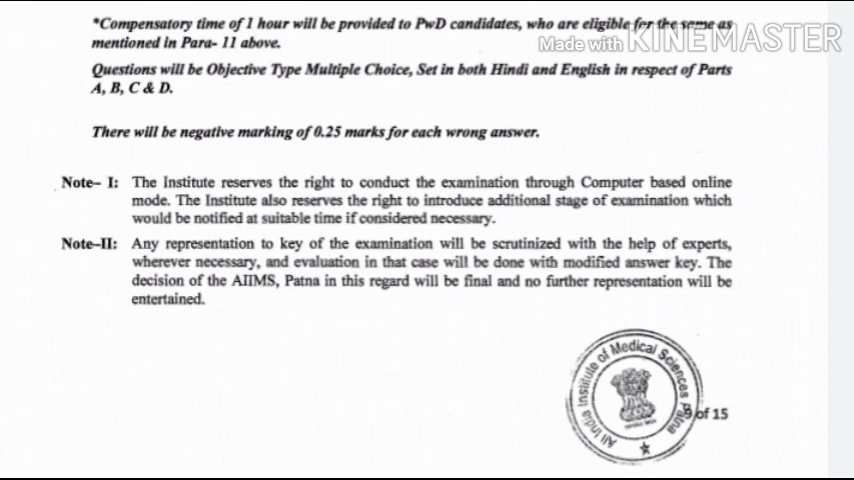 *Compensatory time of 1 hour will be provided to PwD candidates, who are eligible for the same as
mentioned in Para- 11 above.
Made with KINEMASTER
Questions will be Objective Type Multiple Choice, Set in both Hindi and English in respect of Parts
A, B, C & D.
There will be negative marking of 0.25 marks for each wrong answer.
Note– I: The Institute reserves the right to conduct the examination through Computer based online
mode. The Institute also reserves the right to introduce additional stage of examination which
would be notified at suitable time if considered necessary.
Note–II: Any representation to key of the examination will be scrutinized with the help of experts,
wherever necessary, and evaluation in that case will be done with modified answer key. The
decision of the AIIMS, Patna in this regard will be final and no further representation will be
entertained.
All India Institute of Medical Sciences Patna
9 of 15